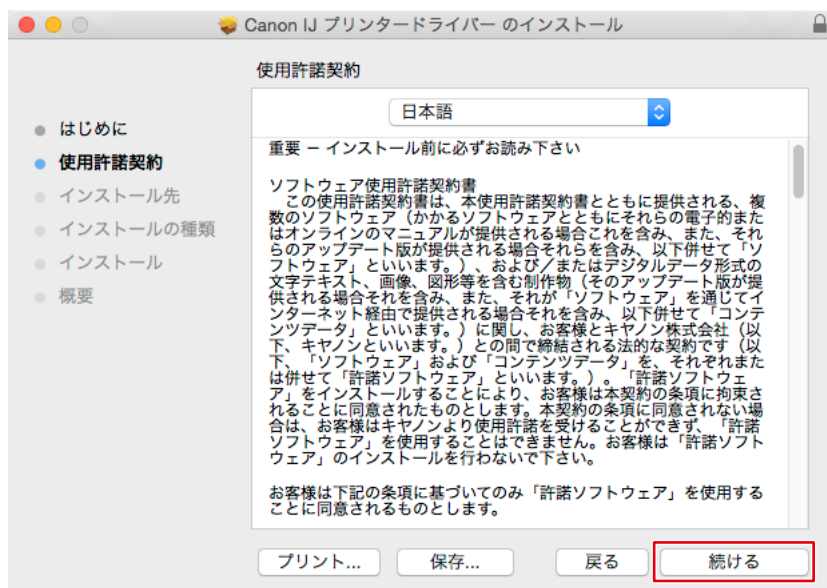 Canon IJ プリンタードライバー のインストール
使用許諾契約
はじめに
使用許諾契約
インストール先
インストールの種類
インストール
概要
日本語
重要 − インストール前に必ずお読み下さい
ソフトウェア使用許諾契約書
この使用許諾契約書は、本使用許諾契約書とともに提供される、複
数のソフトウェア（かかるソフトウェアとともにそれらの電子的また
はオンラインのマニュアルが提供される場合これを含み、また、それ
らのアップデート版が提供される場合それらを含み、以下併せて「ソ
フトウェア」といいます。）、および／またはデジタルデータ形式の
文字テキスト、画像、図形等を含む制作物（そのアップデート版が提
供される場合それを含み、また、それが「ソフトウェア」を通じてイ
ンターネット経由で提供される場合それを含み、以下併せて「コンテ
ンツデータ」といいます。）に関し、お客様とキヤノン株式会社（以
下、キヤノンといいます。）との間で締結される法的な契約です（以
下、「ソフトウェア」および「コンテンツデータ」を、それぞれまた
は併せて「許諾ソフトウェア」といいます。）。「許諾ソフトウェ
ア」をインストールすることにより、お客様は本契約の条項に拘束さ
れることに同意されたものとします。本契約の条項に同意されない場
合は、お客様はキヤノンより使用許諾を受けることができず、「許諾
ソフトウェア」を使用することはできません。お客様は「許諾ソフト
ウェア」のインストールを行わないで下さい。
お客様は下記の条項に基づいてのみ「許諾ソフトウェア」を使用する
ことに同意されるものとします。
プリント... 保存... 戻る 続ける